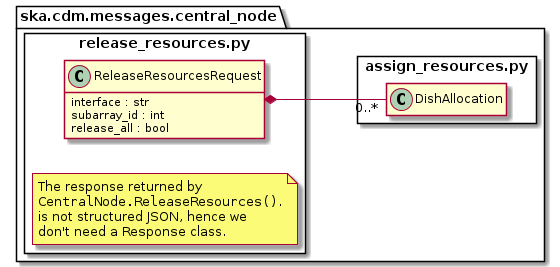 ska.cdm.messages.central_node
release_resources.py
C ReleaseResourcesRequest
interface : str
subarray_id : int
release_all : bool
assign_resources.py
0..*
C DishAllocation
The response returned by
CentralNode.ReleaseResources().
is not structured JSON, hence we
don't need a Response class.